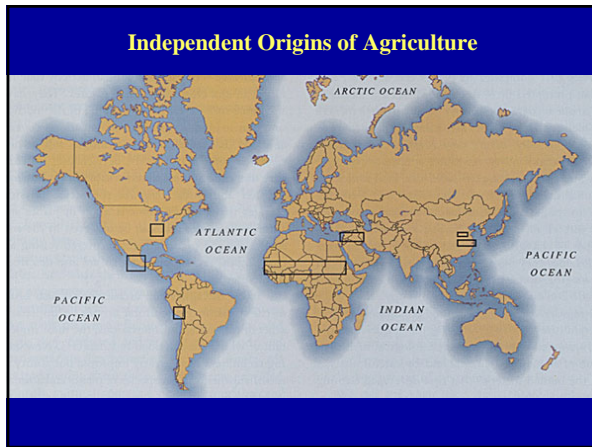 Independent Origins of Agriculture
ARCTIC OCEAN
ATLANTIC
OCEAN
PACIFIC
OCEAN
PACIFIC
OCEAN
INDIAN
OCEAN